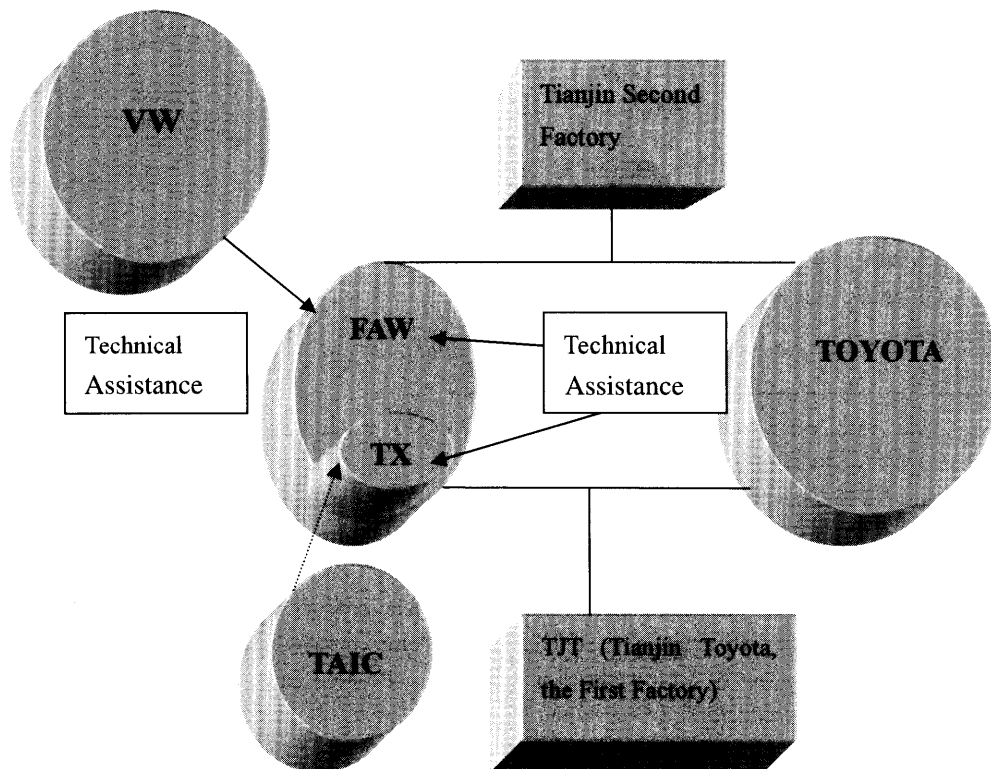 VW
Tianjin Second
Factory
Technical
Assistance
FAW
Technical
Assistance
TOYOTA
TX
TAIC
TJT (Tianjin Toyota,
the First Factory)